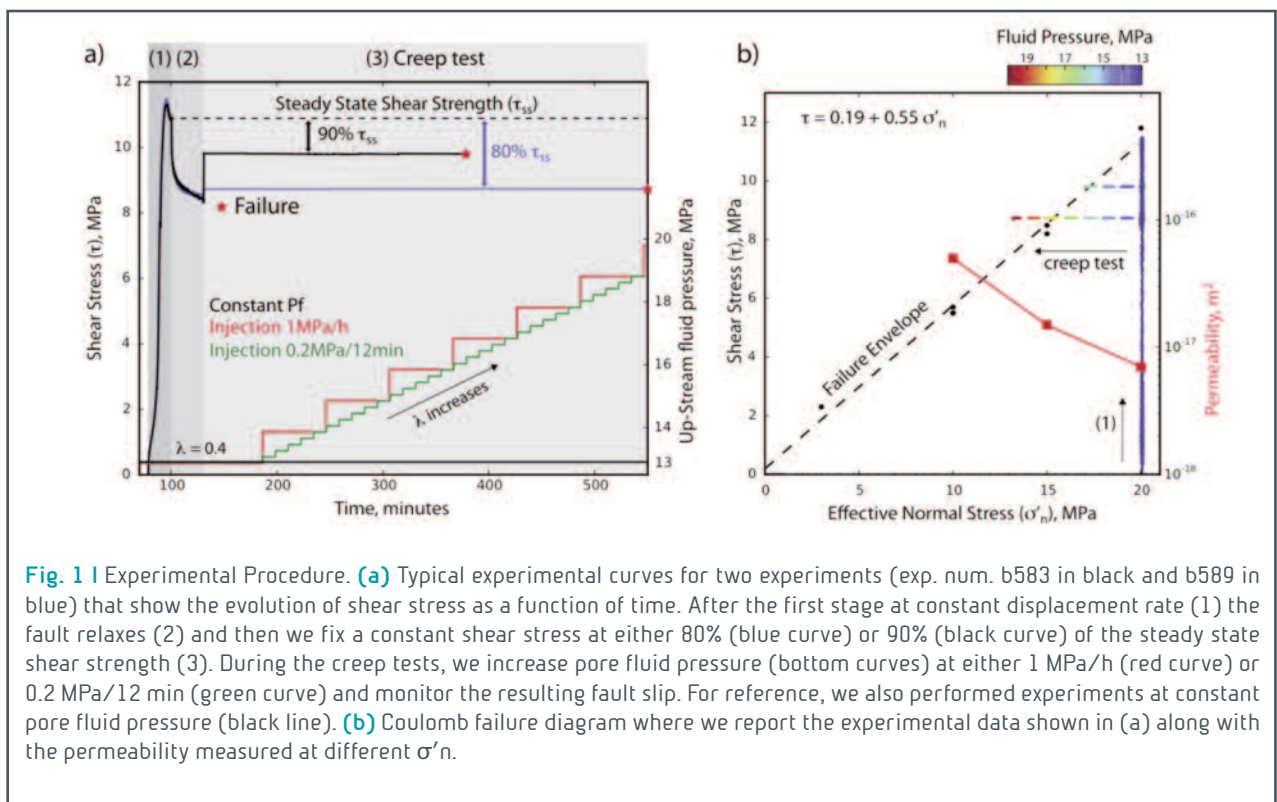 a)
(1) (2)
(3) Creep test
12
10
8
6
4
2
0
Shear Stress (τ), MPa
Steady State Shear Strength (τss)
90% τss
80% τss
Failure
Constant Pf
Injection 1MPa/h
Injection 0.2MPa/12min
λ increases
λ = 0.4
20
18
16
14
13
Up-Stream fluid pressure, MPa
100
200
300
400
500
Time, minutes
b)
Fluid Pressure, MPa
19
17
15
13
τ = 0.19 + 0.55 σ'n
12
10
8
6
4
2
0
Shear Stress (τ), MPa
Failure Envelope
creep test
(1)
10-16
10-17
10-18
Permeability, m2
0
5
10
15
20
Effective Normal Stress (σ'n), MPa
Fig. 1 | Experimental Procedure. (a) Typical experimental curves for two experiments (exp. num. b583 in black and b589 in
blue) that show the evolution of shear stress as a function of time. After the first stage at constant displacement rate (1) the
fault relaxes (2) and then we fix a constant shear stress at either 80% (blue curve) or 90% (black curve) of the steady state
shear strength (3). During the creep tests, we increase pore fluid pressure (bottom curves) at either 1 MPa/h (red curve) or
0.2 MPa/12 min (green curve) and monitor the resulting fault slip. For reference, we also performed experiments at constant
pore fluid pressure (black line). (b) Coulomb failure diagram where we report the experimental data shown in (a) along with
the permeability measured at different σ'n.